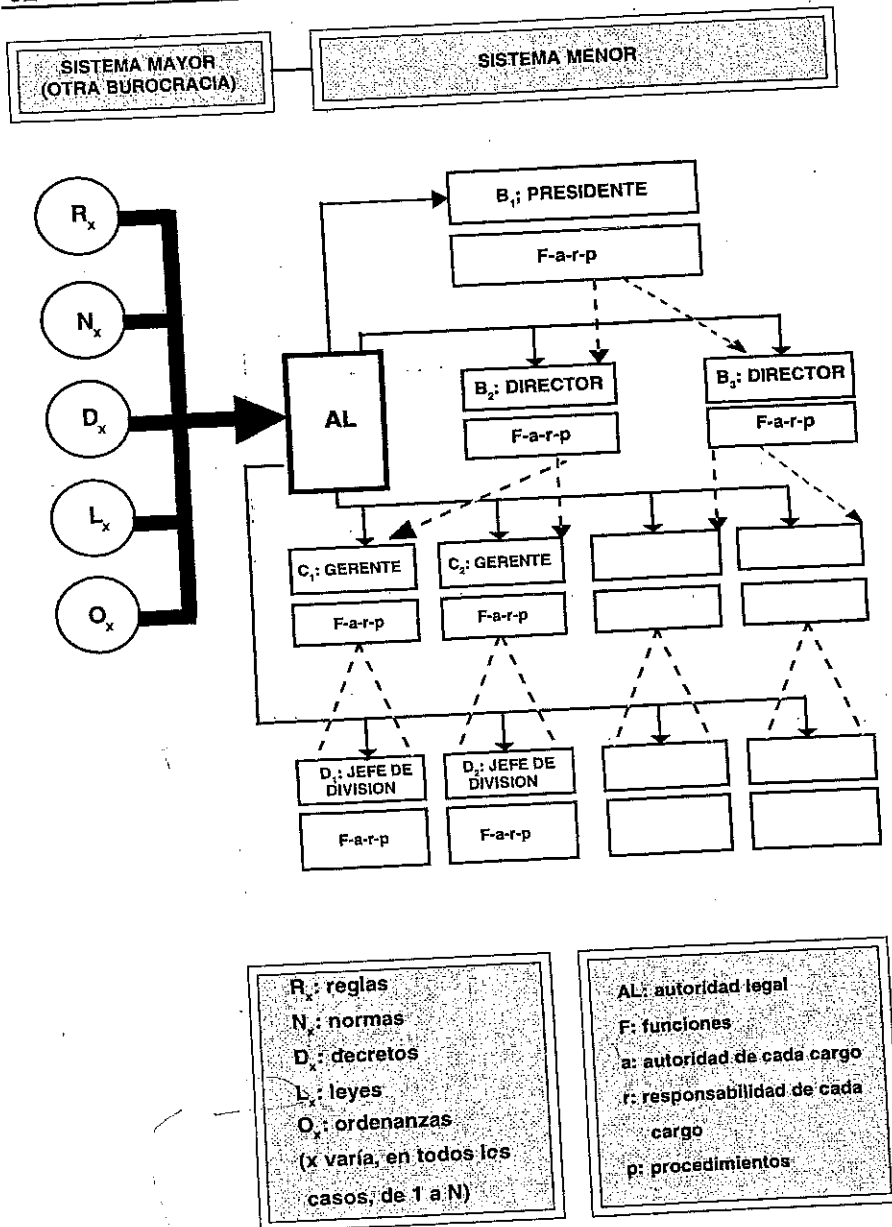 SISTEMA MAYOR
(OTRA BUROCRACIA)
SISTEMA MENOR
Rx
Nx
Dx
Lx
Ox
AL
B1; PRESIDENTE
F-a-r-p
B2: DIRECTOR
F-a-r-p
B3: DIRECTOR
F-a-r-p
C1: GERENTE
F-a-r-p
C2: GERENTE
F-a-r-p
D1: JEFE DE
DIVISION
F-a-r-p
D2: JEFE DE
DIVISION
F-a-r-p
Rx: reglas
Nx: normas
Dx: decretos
Lx: leyes
Ox: ordenanzas
(x varía, en todos los
casos, de 1 a N)
AL: autoridad legal
F: funciones
a: autoridad de cada cargo
r: responsabilidad de cada
cargo
p: procedimientos